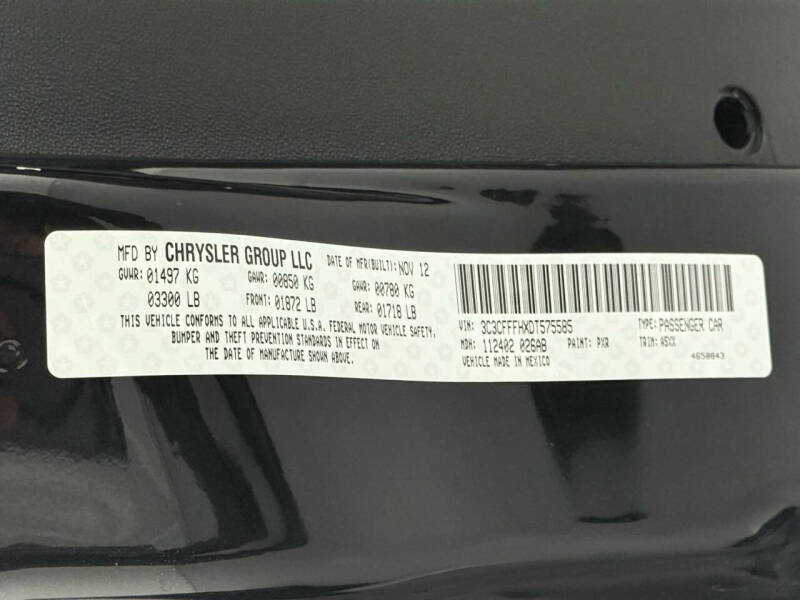 MFD BY CHRYSLER GROUP LLC DATE OF MFR(BUILT): NOV 12
GVWR: 01497 KG GAWR: 00850 KG GAWR: 00780 KG
03300 LB FRONT: 01872 LB REAR: 01718 LB
THIS VEHICLE CONFORMS TO ALL APPLICABLE U.S.A. FEDERAL MOTOR VEHICLE SAFETY,
BUMPER AND THEFT PREVENTION STANDARDS IN EFFECT ON
THE DATE OF MANUFACTURE SHOWN ABOVE.
VIN: 3C3CFFFHXDT575585 TYPE: PASSENGER CAR
MDH: 112402 026AB PAINT: PXR TRIM: A5XX
VEHICLE MADE IN MEXICO 4650843